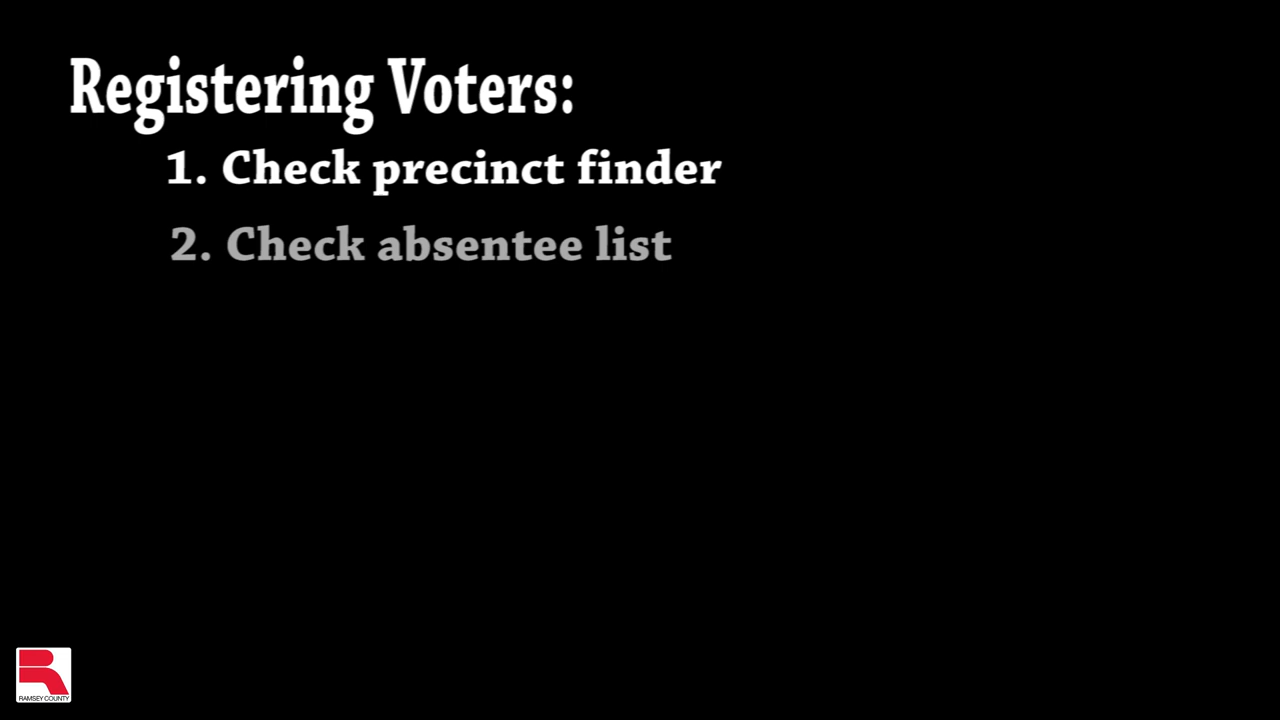 Registering Voters:
1. Check precinct finder
2. Check absentee list
RAMSEY COUNTY